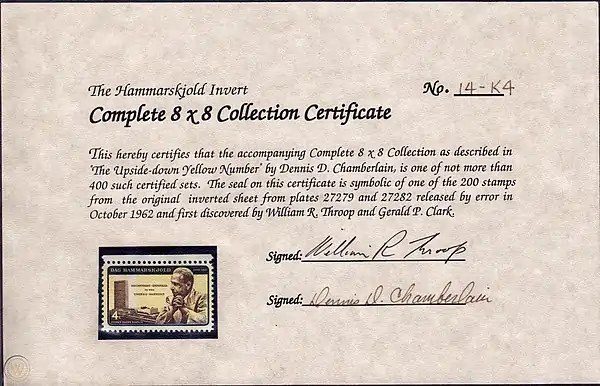 The Hammarskjold Invert
No. 14-K4
Complete 8 x 8 Collection Certificate
This hereby certifies that the accompanying Complete 8 x 8 Collection as described in
'The Upside-down Yellow Number' by Dennis D. Chamberlain, is one of not more than
400 such certified sets. The seal on this certificate is symbolic of one of the 200 stamps
from the original inverted sheet from plates 27279 and 27282 released by error in
October 1962 and first discovered by William R. Throop and Gerald P. Clark.
Signed: William R Throop
Signed: Dennis D. Chamberlain
DAG HAMMARSKJOLD
4¢